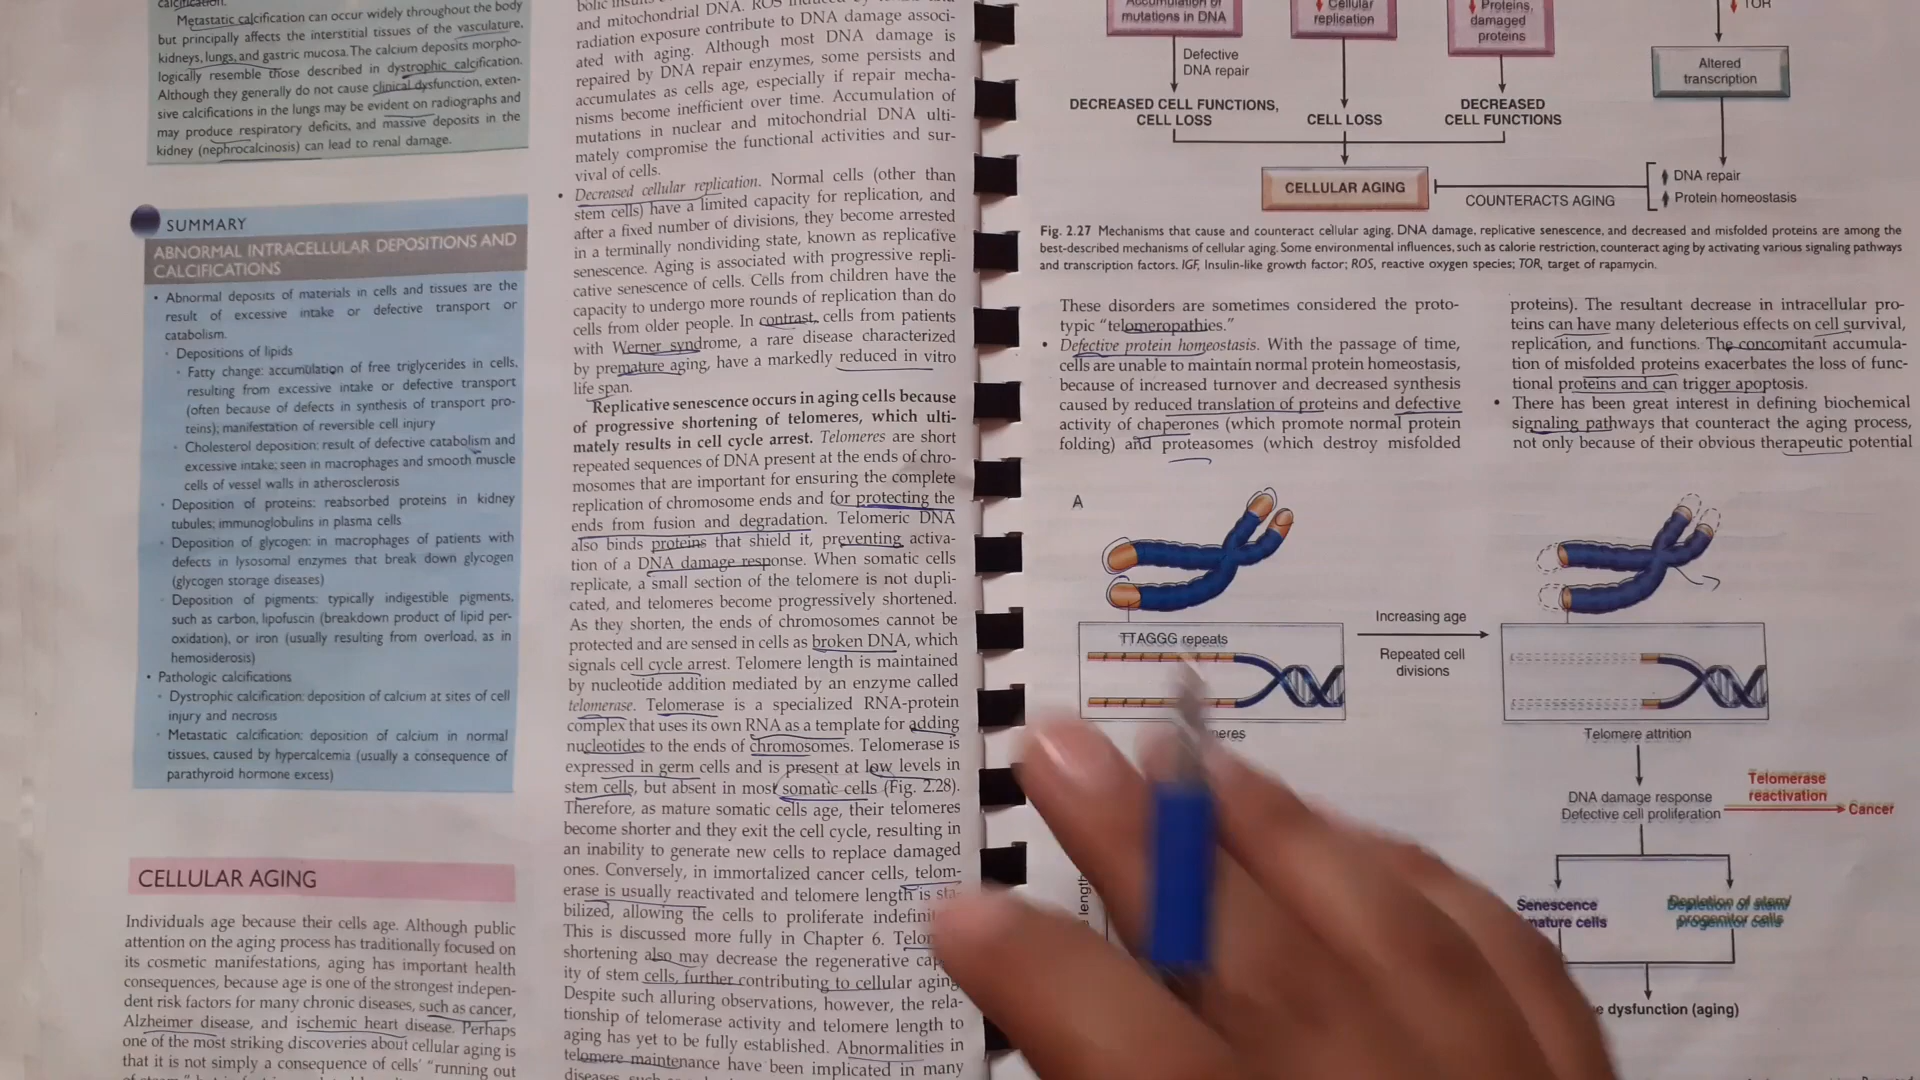 calcification.
Metastatic calcification can occur widely throughout the body
but principally affects the interstitial tissues of the vasculature,
kidneys, lungs, and gastric mucosa. The calcium deposits morpho-
logically resemble those described in dystrophic calcification.
Although they generally do not cause clinical dysfunction, exten-
sive calcifications in the lungs may be evident on radiographs and
may produce respiratory deficits, and massive deposits in the
kidney (nephrocalcinosis) can lead to renal damage.
SUMMARY
ABNORMAL INTRACELLULAR DEPOSITIONS AND
CALCIFICATIONS
• Abnormal deposits of materials in cells and tissues are the
result of excessive intake or defective transport or
catabolism.
• Depositions of lipids
• Fatty change: accumulation of free triglycerides in cells,
resulting from excessive intake or defective transport
(often because of defects in synthesis of transport pro-
teins); manifestation of reversible cell injury
• Cholesterol deposition: result of defective catabolism and
excessive intake; seen in macrophages and smooth muscle
cells of vessel walls in atherosclerosis
• Deposition of proteins: reabsorbed proteins in kidney
tubules; immunoglobulins in plasma cells
• Deposition of glycogen: in macrophages of patients with
defects in lysosomal enzymes that break down glycogen
(glycogen storage diseases)
• Deposition of pigments: typically indigestible pigments,
such as carbon, lipofuscin (breakdown product of lipid per-
oxidation), or iron (usually resulting from overload, as in
hemosiderosis)
• Pathologic calcifications
• Dystrophic calcification: deposition of calcium at sites of cell
injury and necrosis
• Metastatic calcification: deposition of calcium in normal
tissues, caused by hypercalcemia (usually a consequence of
parathyroid hormone excess)
CELLULAR AGING
Individuals age because their cells age. Although public
attention on the aging process has traditionally focused on
its cosmetic manifestations, aging has important health
consequences, because age is one of the strongest indepen-
dent risk factors for many chronic diseases, such as cancer,
Alzheimer disease, and ischemic heart disease. Perhaps
one of the most striking discoveries about cellular aging is
that it is not simply a consequence of cells' "running out
and mitochondrial DNA. ROS
radiation exposure contribute to DNA damage associ-
ated with aging. Although most DNA damage is
repaired by DNA repair enzymes, some persists and
accumulates as cells age, especially if repair mecha-
nisms become inefficient over time. Accumulation of
mutations in nuclear and mitochondrial DNA ulti-
mately compromise the functional activities and sur-
vival of cells.
• Decreased cellular replication. Normal cells (other than
stem cells) have a limited capacity for replication, and
after a fixed number of divisions, they become arrested
in a terminally nondividing state, known as replicative
senescence. Aging is associated with progressive repli-
cative senescence of cells. Cells from children have the
capacity to undergo more rounds of replication than do
cells from older people. In contrast, cells from patients
with Werner syndrome, a rare disease characterized
by premature aging, have a markedly reduced in vitro
life span.
Replicative senescence occurs in aging cells because
of progressive shortening of telomeres, which ulti-
mately results in cell cycle arrest. Telomeres are short
repeated sequences of DNA present at the ends of chro-
mosomes that are important for ensuring the complete
replication of chromosome ends and for protecting the
ends from fusion and degradation. Telomeric DNA
also binds proteins that shield it, preventing activa-
tion of a DNA damage response. When somatic cells
replicate, a small section of the telomere is not dupli-
cated, and telomeres become progressively shortened.
As they shorten, the ends of chromosomes cannot be
protected and are sensed in cells as broken DNA, which
signals cell cycle arrest. Telomere length is maintained
by nucleotide addition mediated by an enzyme called
telomerase. Telomerase is a specialized RNA-protein
complex that uses its own RNA as a template for adding
nucleotides to the ends of chromosomes. Telomerase is
expressed in germ cells and is present at low levels in
stem cells, but absent in most somatic cells (Fig. 2.28).
Therefore, as mature somatic cells age, their telomeres
become shorter and they exit the cell cycle, resulting in
an inability to generate new cells to replace damaged
ones. Conversely, in immortalized cancer cells, telom-
erase is usually reactivated and telomere length is sta-
bilized, allowing the cells to proliferate
This is discussed more fully in Chapter 6.
shortening also may decrease the regenerative
ity of stem cells, further contributing to cellular
Despite such alluring observations, however, the rela-
tionship of telomerase activity and telomere length to
aging has yet to be fully established. Abnormalities in
telomere maintenance have been implicated in many
mutations in DNA
Cellular
replication
Proteins,
damaged
proteins
TOR
Defective
DNA repair
Altered
transcription
DECREASED CELL FUNCTIONS,
CELL LOSS
CELL LOSS
DECREASED
CELL FUNCTIONS
CELLULAR AGING
COUNTERACTS AGING
DNA repair
Protein homeostasis
Fig. 2.27 Mechanisms that cause and counteract cellular aging. DNA damage, replicative senescence, and decreased and misfolded proteins are among the
best-described mechanisms of cellular aging. Some environmental influences, such as calorie restriction, counteract aging by activating various signaling pathways
and transcription factors. IGF, Insulin-like growth factor; ROS, reactive oxygen species; TOR, target of rapamycin.
These disorders are sometimes considered the proto-
typic "telomeropathies."
• Defective protein homeostasis. With the passage of time,
cells are unable to maintain normal protein homeostasis,
because of increased turnover and decreased synthesis
caused by reduced translation of proteins and defective
activity of chaperones (which promote normal protein
folding) and proteasomes (which destroy misfolded
proteins). The resultant decrease in intracellular pro-
teins can have many deleterious effects on cell survival,
replication, and functions. The concomitant accumula-
tion of misfolded proteins exacerbates the loss of func-
tional proteins and can trigger apoptosis.
• There has been great interest in defining biochemical
signaling pathways that counteract the aging process,
not only because of their obvious therapeutic potential
A
TTAGGG repeats
Increasing age
Repeated cell
divisions
Telomere attrition
DNA damage response
Defective cell proliferation
Telomerase
reactivation
Cancer
Senescence
mature cells
Depletion of stem/
progenitor cells
length
dysfunction (aging)